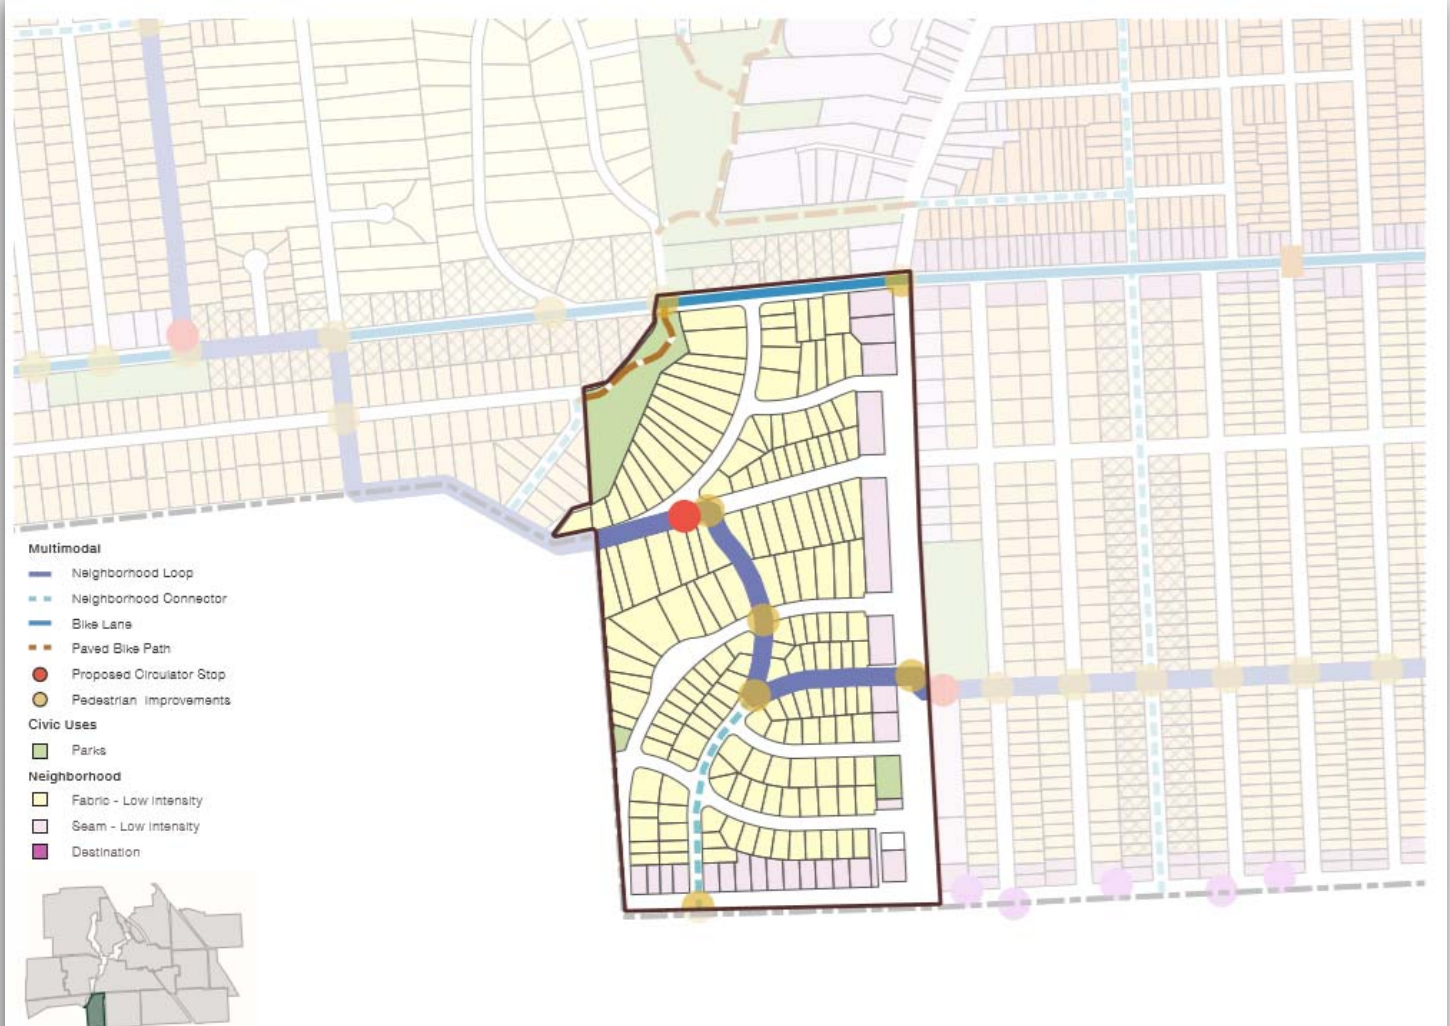 Multimodal
Neighborhood Loop
Neighborhood Connector
Bike Lane
Paved Bike Path
Proposed Circulator Stop
Pedestrian Improvements
Civic Uses
Parks
Neighborhood
Fabric - Low Intensity
Seam - Low Intensity
Destination